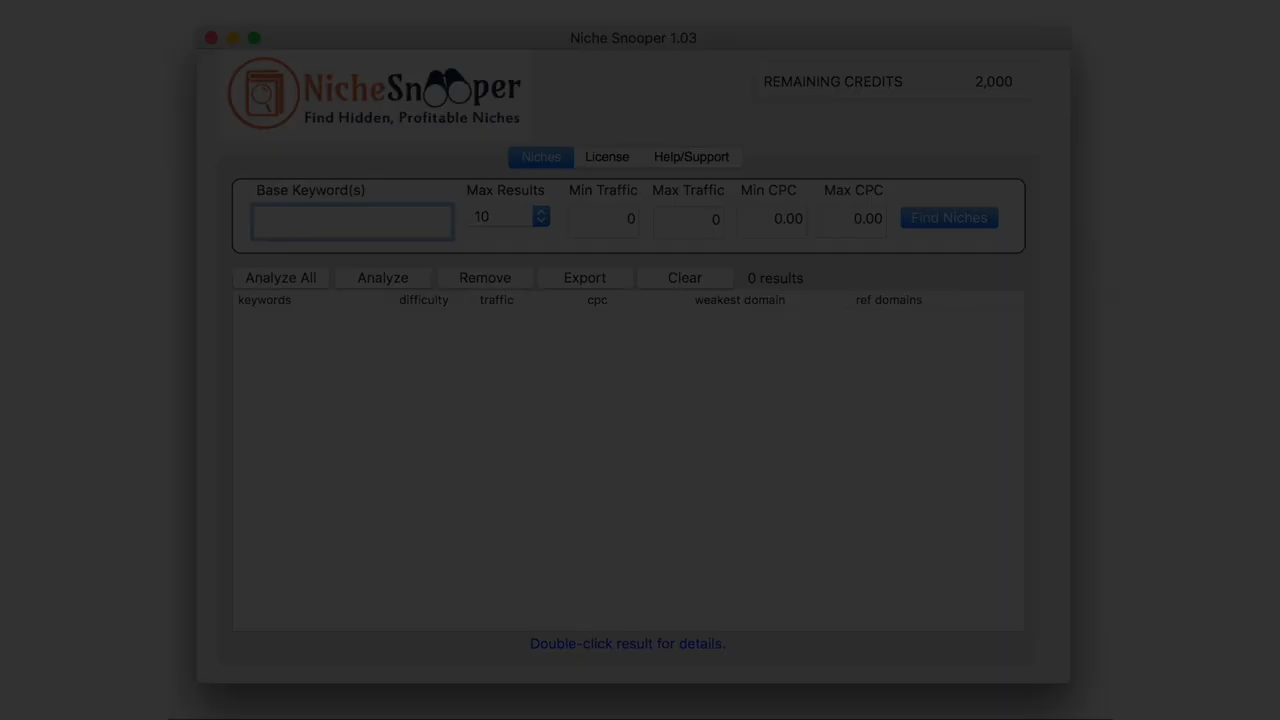 Niche Snooper 1.03
NicheSnooper
Find Hidden, Profitable Niches
REMAINING CREDITS 2,000
Niches License Help/Support
Base Keyword(s) Max Results Min Traffic Max Traffic Min CPC Max CPC
10 0 0 0.00 0.00 Find Niches
Analyze All Analyze Remove Export Clear 0 results
keywords difficulty traffic cpc weakest domain ref domains
Double-click result for details.